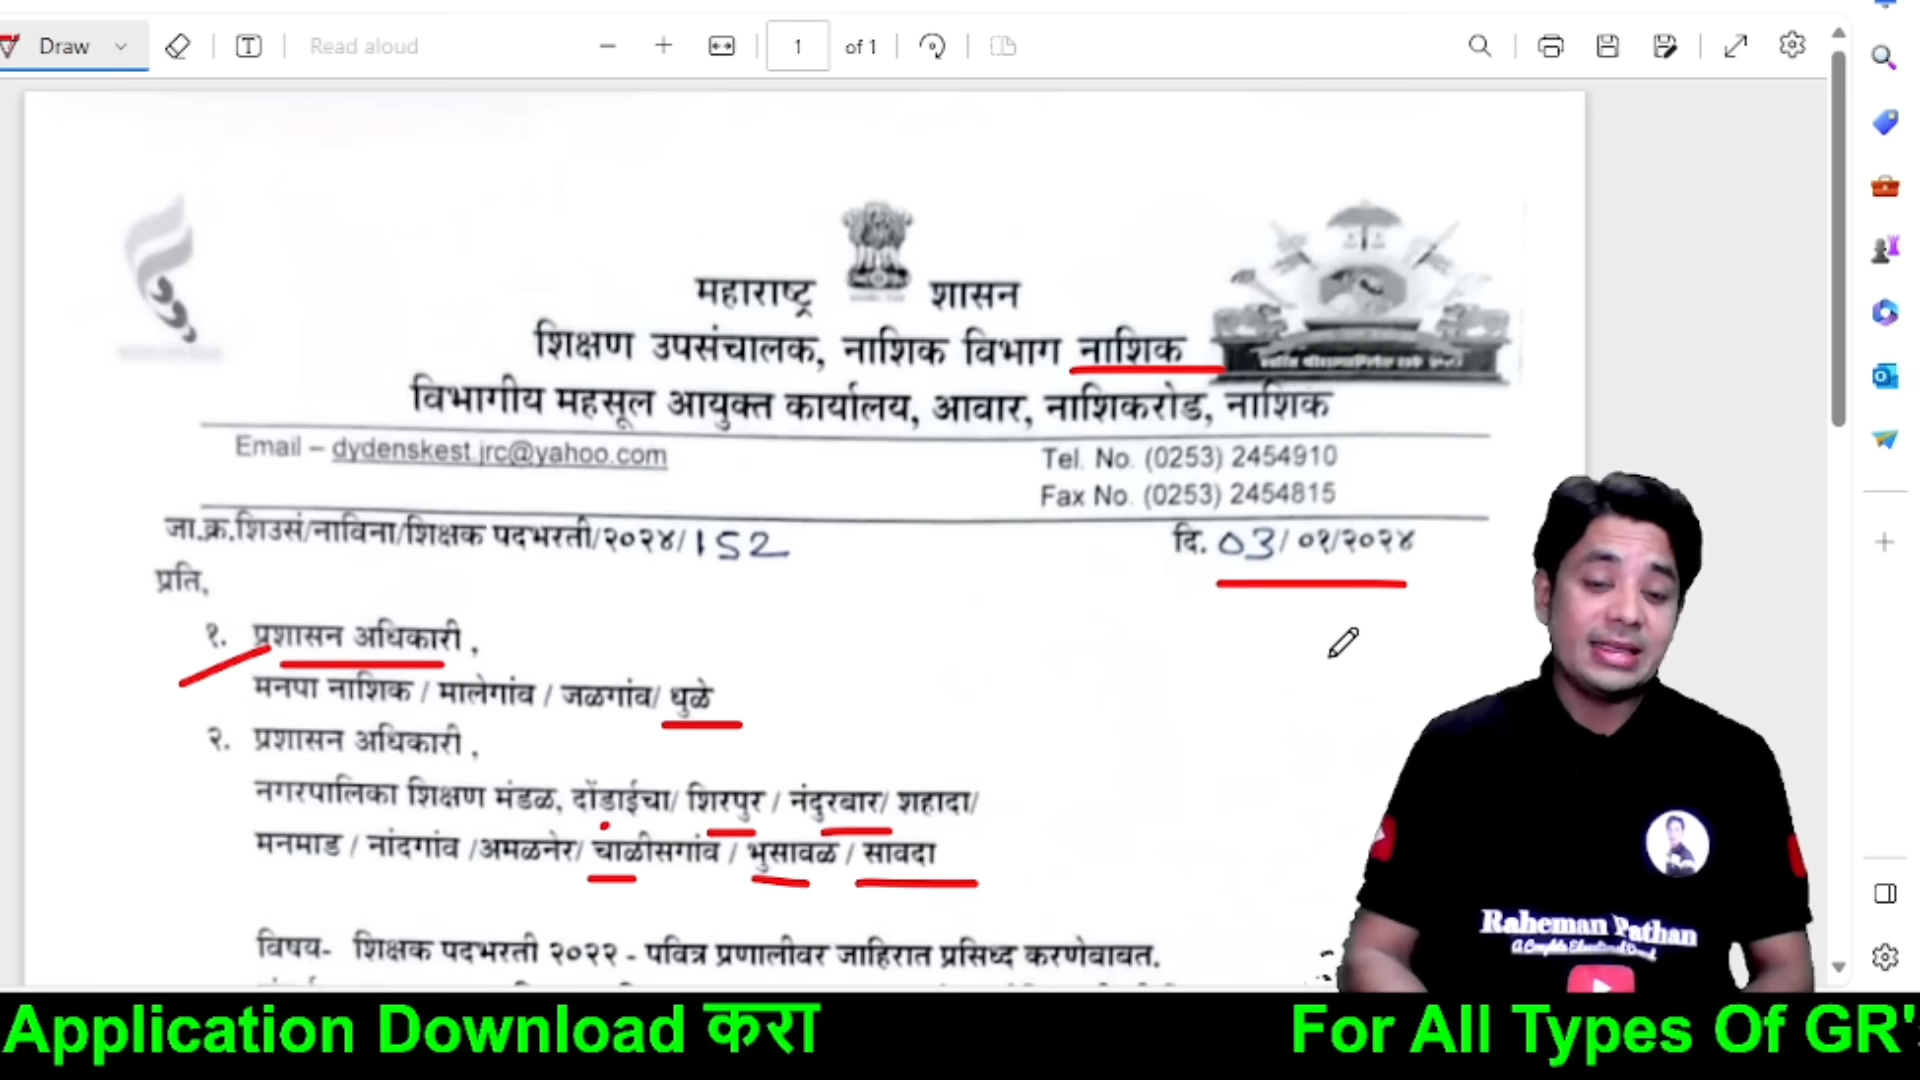 Draw
Read aloud
1 of 1
महाराष्ट्र शासन
शिक्षण उपसंचालक, नाशिक विभाग नाशिक
विभागीय महसूल आयुक्त कार्यालय, आवार, नाशिकरोड, नाशिक
Email – dydenskest.jrc@yahoo.com
Tel. No. (0253) 2454910
Fax No. (0253) 2454815
जा.क्र.शिउसं/नाविना/शिक्षक पदभरती/२०२४/152
दि. 03/०१/२०२४
प्रति,
१. प्रशासन अधिकारी ,
मनपा नाशिक / मालेगांव / जळगांव/ धुळे
२. प्रशासन अधिकारी ,
नगरपालिका शिक्षण मंडळ, दोंडाईचा/ शिरपुर / नंदुरबार/ शहादा/
मनमाड / नांदगांव /अमळनेर/ चाळीसगांव / भुसावळ / सावदा
विषय- शिक्षक पदभरती २०२२ - पवित्र प्रणालीवर जाहिरात प्रसिध्द करणेबाबत.
Raheman Pathan
A Complete Educational
Application Download करा
For All Types Of GR'